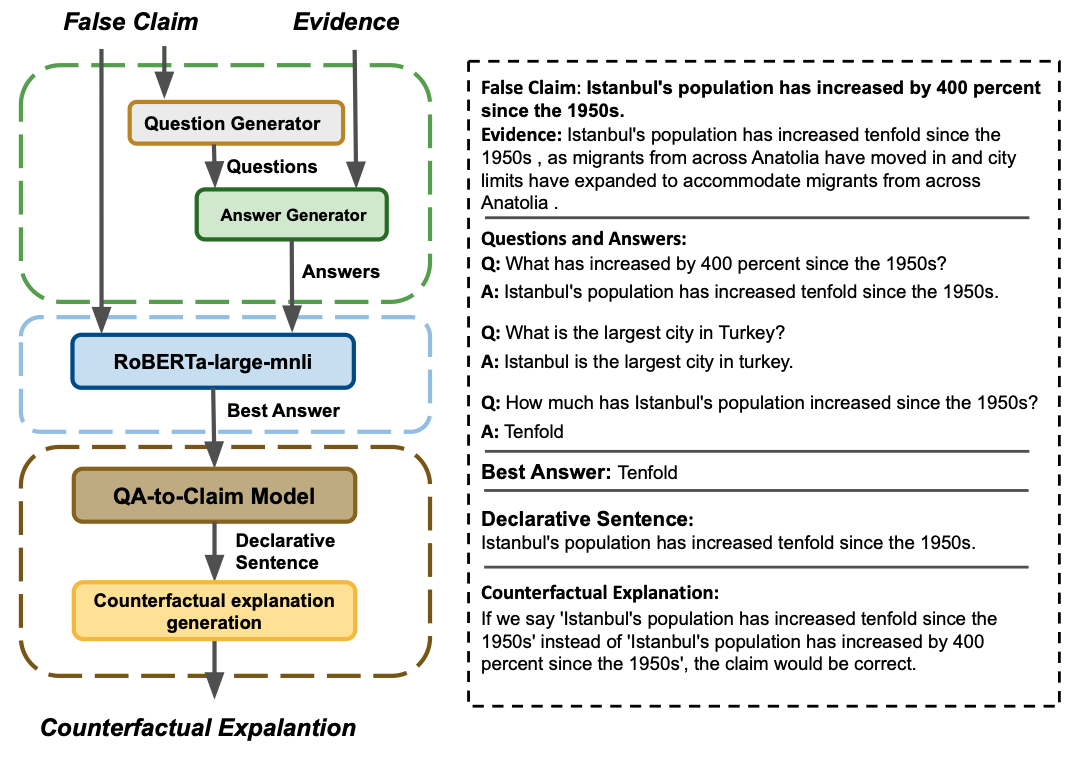 False Claim
Evidence
Question Generator
Questions
Answer Generator
Answers
RoBERTa-large-mnli
Best Answer
QA-to-Claim Model
Declarative
Sentence
Counterfactual explanation
generation
Counterfactual Expalantion
False Claim: Istanbul's population has increased by 400 percent
since the 1950s.
Evidence: Istanbul's population has increased tenfold since the
1950s , as migrants from across Anatolia have moved in and city
limits have expanded to accommodate migrants from across
Anatolia .
Questions and Answers:
Q: What has increased by 400 percent since the 1950s?
A: Istanbul's population has increased tenfold since the 1950s.
Q: What is the largest city in Turkey?
A: Istanbul is the largest city in turkey.
Q: How much has Istanbul's population increased since the 1950s?
A: Tenfold
Best Answer: Tenfold
Declarative Sentence:
Istanbul's population has increased tenfold since the 1950s.
Counterfactual Explanation:
If we say 'Istanbul's population has increased tenfold since the
1950s' instead of 'Istanbul's population has increased by 400
percent since the 1950s', the claim would be correct.